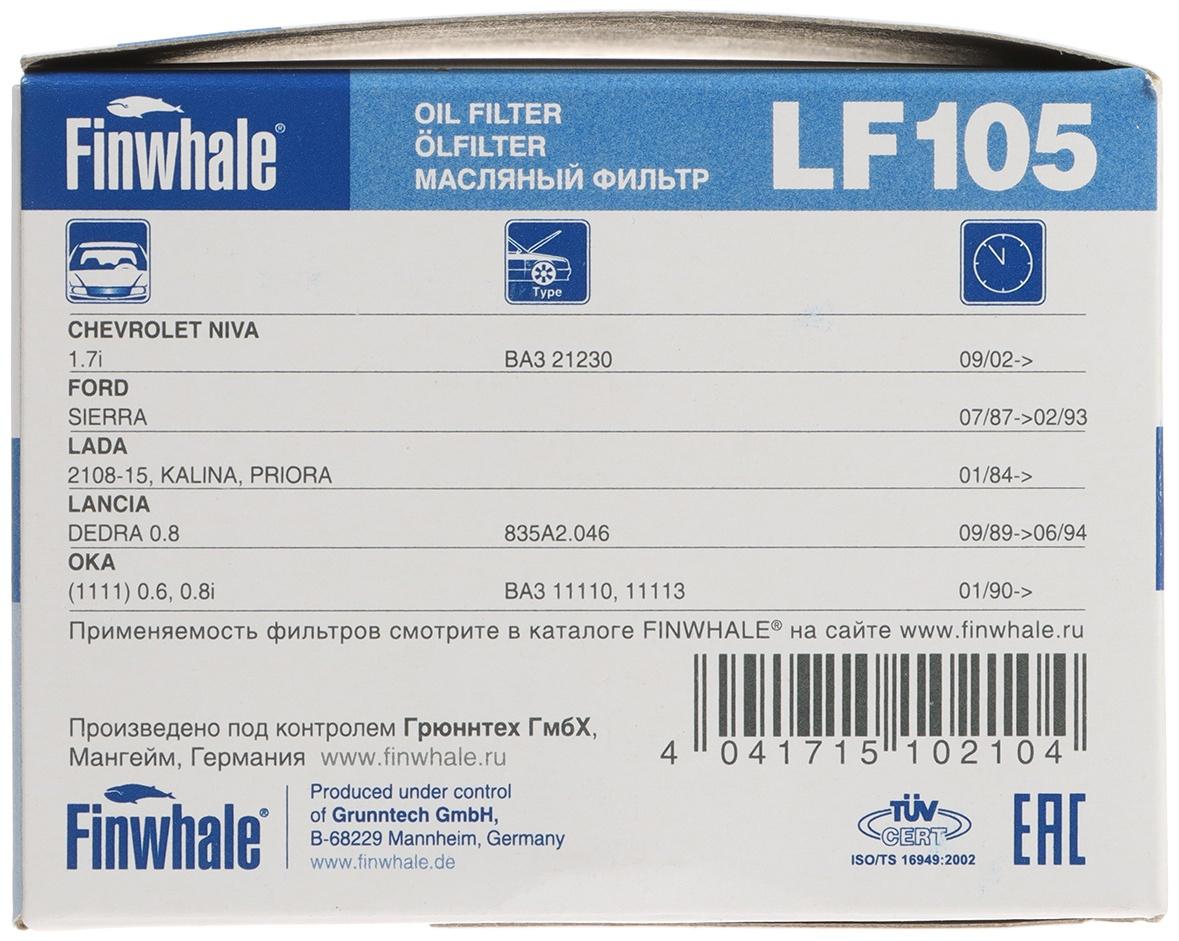 Finwhale®
OIL FILTER
ÖLFILTER
МАСЛЯНЫЙ ФИЛЬТР
LF105
Type
CHEVROLET NIVA
1.7i ВАЗ 21230 09/02->
FORD
SIERRA 07/87->02/93
LADA
2108-15, KALINA, PRIORA 01/84->
LANCIA
DEDRA 0.8 835A2.046 09/89->06/94
OKA
(1111) 0.6, 0.8i ВАЗ 11110, 11113 01/90->
Применяемость фильтров смотрите в каталоге FINWHALE® на сайте www.finwhale.ru
Произведено под контролем Грюннтех ГмбХ,
Мангейм, Германия www.finwhale.ru
4 041715 102104
Finwhale®
Produced under control
of Grunntech GmbH,
B-68229 Mannheim, Germany
www.finwhale.de
TÜV
CERT
ISO/TS 16949:2002
EAC